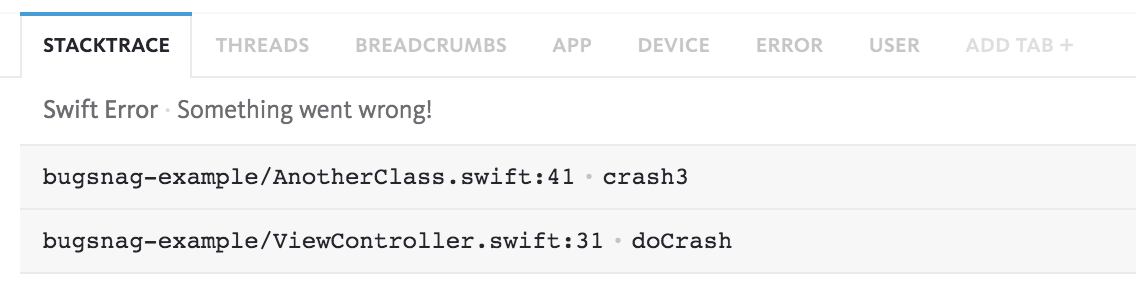 STACKTRACE THREADS BREADCRUMBS APP DEVICE ERROR USER ADD TAB +
Swift Error · Something went wrong!
bugsnag-example/AnotherClass.swift:41 · crash3
bugsnag-example/ViewController.swift:31 · doCrash